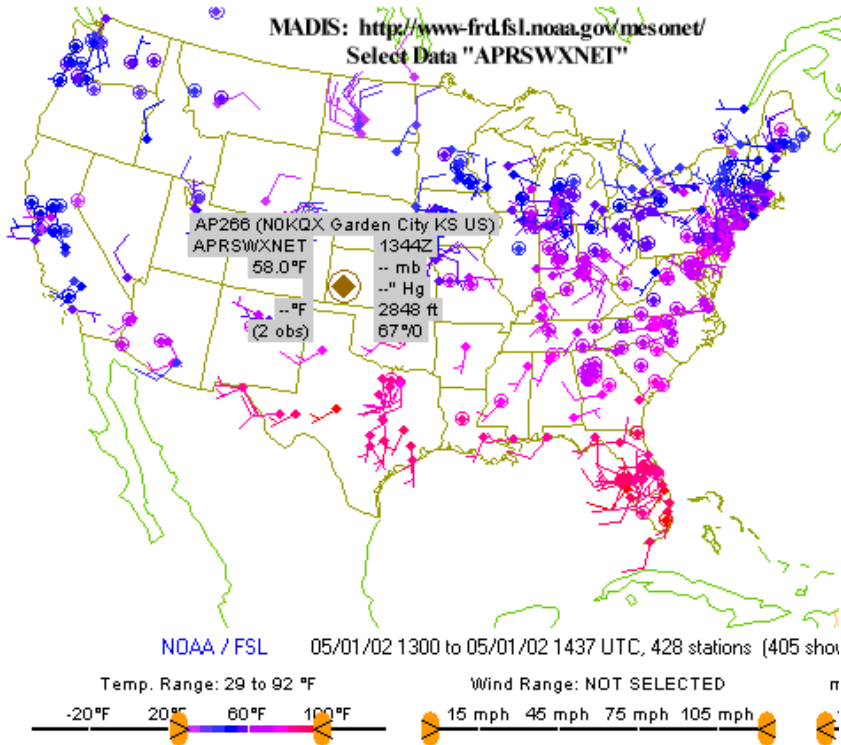 MADIS: http://www-frd.fsl.noaa.gov/mesonet/
Select Data "APRSWXNET"
AP266 (N0KQX Garden City KS US)
APRSWXNET 1344Z
58.0°F -- mb
--" Hg
--°F 2848 ft
(2 obs) 67°/0
NOAA / FSL 05/01/02 1300 to 05/01/02 1437 UTC, 428 stations (405
Temp. Range: 29 to 92 °F Wind Range: NOT SELECTED
-20°F 20°F 60°F 100°F 15 mph 45 mph 75 mph 105 mph